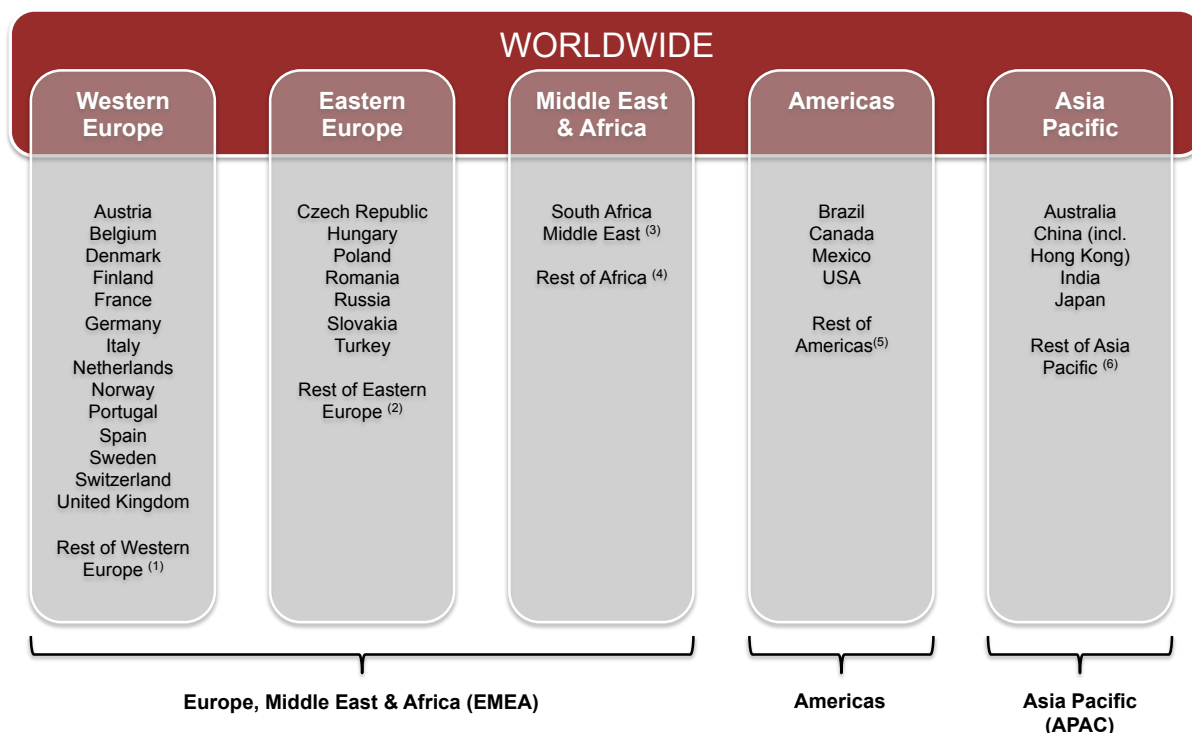 WORLDWIDE
Western
Europe
Austria
Belgium
Denmark
Finland
France
Germany
Italy
Netherlands
Norway
Portugal
Spain
Sweden
Switzerland
United Kingdom
Rest of Western
Europe (1)
Eastern
Europe
Czech Republic
Hungary
Poland
Romania
Russia
Slovakia
Turkey
Rest of Eastern
Europe (2)
Middle East
& Africa
South Africa
Middle East (3)
Rest of Africa (4)
Americas
Brazil
Canada
Mexico
USA
Rest of
Americas(5)
Asia
Pacific
Australia
China (incl.
Hong Kong)
India
Japan
Rest of Asia
Pacific (6)
Europe, Middle East & Africa (EMEA)
Americas
Asia Pacific
(APAC)